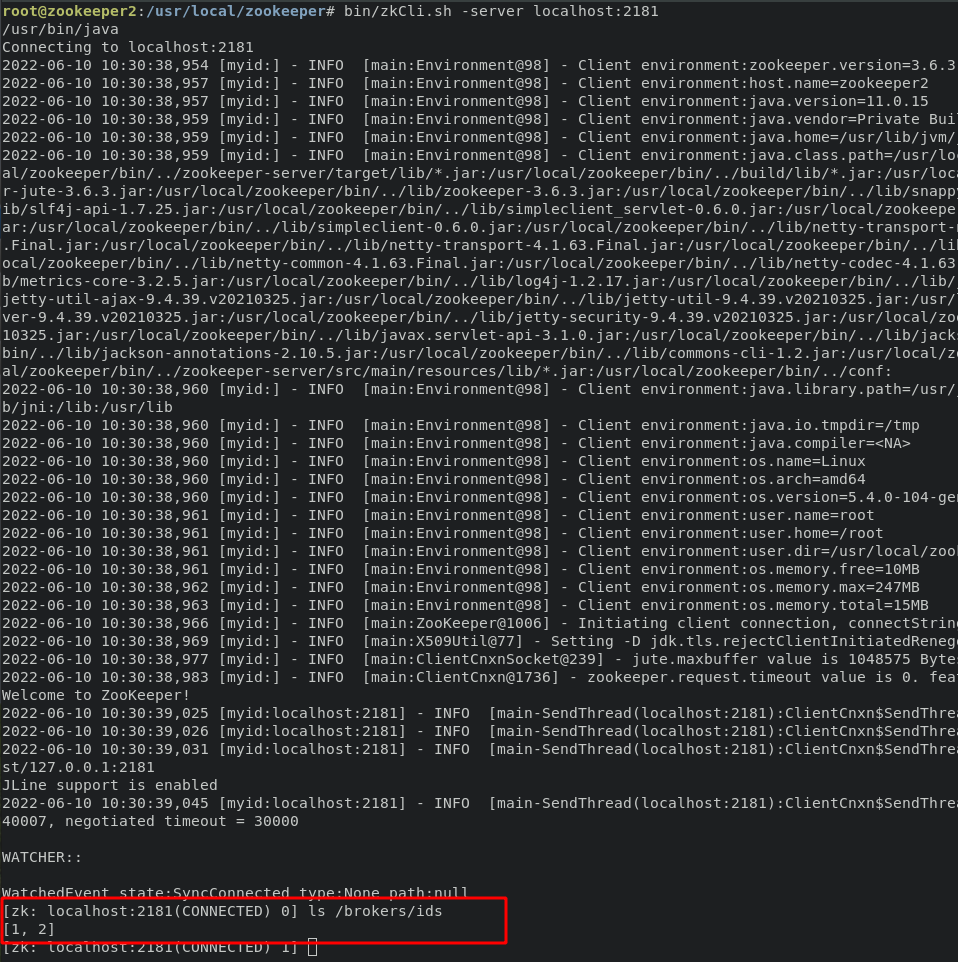 root@zookeeper2:/usr/local/zookeeper# bin/zkCli.sh -server localhost:2181
/usr/bin/java
Connecting to localhost:2181
2022-06-10 10:30:38,954 [myid:] - INFO  [main:Environment@98] - Client environment:zookeeper.version=3.6.3
2022-06-10 10:30:38,957 [myid:] - INFO  [main:Environment@98] - Client environment:host.name=zookeeper2
2022-06-10 10:30:38,957 [myid:] - INFO  [main:Environment@98] - Client environment:java.version=11.0.15
2022-06-10 10:30:38,959 [myid:] - INFO  [main:Environment@98] - Client environment:java.vendor=Private Buil
2022-06-10 10:30:38,959 [myid:] - INFO  [main:Environment@98] - Client environment:java.home=/usr/lib/jvm/
2022-06-10 10:30:38,959 [myid:] - INFO  [main:Environment@98] - Client environment:java.class.path=/usr/loc
al/zookeeper/bin/../zookeeper-server/target/lib/*.jar:/usr/local/zookeeper/bin/../build/lib/*.jar:/usr/loca
r-jute-3.6.3.jar:/usr/local/zookeeper/bin/../lib/zookeeper-3.6.3.jar:/usr/local/zookeeper/bin/../lib/snappy
ib/slf4j-api-1.7.25.jar:/usr/local/zookeeper/bin/../lib/simpleclient_servlet-0.6.0.jar:/usr/local/zookeepe
ar:/usr/local/zookeeper/bin/../lib/simpleclient-0.6.0.jar:/usr/local/zookeeper/bin/../lib/netty-transport-n
.Final.jar:/usr/local/zookeeper/bin/../lib/netty-transport-4.1.63.Final.jar:/usr/local/zookeeper/bin/../li
ocal/zookeeper/bin/../lib/netty-common-4.1.63.Final.jar:/usr/local/zookeeper/bin/../lib/netty-codec-4.1.63
b/metrics-core-3.2.5.jar:/usr/local/zookeeper/bin/../lib/log4j-1.2.17.jar:/usr/local/zookeeper/bin/../lib/
jetty-util-ajax-9.4.39.v20210325.jar:/usr/local/zookeeper/bin/../lib/jetty-util-9.4.39.v20210325.jar:/usr/
ver-9.4.39.v20210325.jar:/usr/local/zookeeper/bin/../lib/jetty-security-9.4.39.v20210325.jar:/usr/local/zoo
10325.jar:/usr/local/zookeeper/bin/../lib/javax.servlet-api-3.1.0.jar:/usr/local/zookeeper/bin/../lib/jacks
bin/../lib/jackson-annotations-2.10.5.jar:/usr/local/zookeeper/bin/../lib/commons-cli-1.2.jar:/usr/local/zo
al/zookeeper/bin/../zookeeper-server/src/main/resources/lib/*.jar:/usr/local/zookeeper/bin/../conf:
2022-06-10 10:30:38,960 [myid:] - INFO  [main:Environment@98] - Client environment:java.library.path=/usr/
b/jni:/lib:/usr/lib
2022-06-10 10:30:38,960 [myid:] - INFO  [main:Environment@98] - Client environment:java.io.tmpdir=/tmp
2022-06-10 10:30:38,960 [myid:] - INFO  [main:Environment@98] - Client environment:java.compiler=<NA>
2022-06-10 10:30:38,960 [myid:] - INFO  [main:Environment@98] - Client environment:os.name=Linux
2022-06-10 10:30:38,960 [myid:] - INFO  [main:Environment@98] - Client environment:os.arch=amd64
2022-06-10 10:30:38,960 [myid:] - INFO  [main:Environment@98] - Client environment:os.version=5.4.0-104-gen
2022-06-10 10:30:38,961 [myid:] - INFO  [main:Environment@98] - Client environment:user.name=root
2022-06-10 10:30:38,961 [myid:] - INFO  [main:Environment@98] - Client environment:user.home=/root
2022-06-10 10:30:38,961 [myid:] - INFO  [main:Environment@98] - Client environment:user.dir=/usr/local/zook
2022-06-10 10:30:38,961 [myid:] - INFO  [main:Environment@98] - Client environment:os.memory.free=10MB
2022-06-10 10:30:38,962 [myid:] - INFO  [main:Environment@98] - Client environment:os.memory.max=247MB
2022-06-10 10:30:38,963 [myid:] - INFO  [main:Environment@98] - Client environment:os.memory.total=15MB
2022-06-10 10:30:38,966 [myid:] - INFO  [main:ZooKeeper@1006] - Initiating client connection, connectString
2022-06-10 10:30:38,969 [myid:] - INFO  [main:X509Util@77] - Setting -D jdk.tls.rejectClientInitiatedRenego
2022-06-10 10:30:38,977 [myid:] - INFO  [main:ClientCnxnSocket@239] - jute.maxbuffer value is 1048575 Bytes
2022-06-10 10:30:38,983 [myid:] - INFO  [main:ClientCnxn@1736] - zookeeper.request.timeout value is 0. feat
Welcome to ZooKeeper!
2022-06-10 10:30:39,025 [myid:localhost:2181] - INFO  [main-SendThread(localhost:2181):ClientCnxn$SendThrea
2022-06-10 10:30:39,026 [myid:localhost:2181] - INFO  [main-SendThread(localhost:2181):ClientCnxn$SendThrea
2022-06-10 10:30:39,031 [myid:localhost:2181] - INFO  [main-SendThread(localhost:2181):ClientCnxn$SendThrea
st/127.0.0.1:2181
JLine support is enabled
2022-06-10 10:30:39,045 [myid:localhost:2181] - INFO  [main-SendThread(localhost:2181):ClientCnxn$SendThrea
40007, negotiated timeout = 30000
WATCHER::
WatchedEvent state:SyncConnected type:None path:null
[zk: localhost:2181(CONNECTED) 0] ls /brokers/ids
[1, 2]
[zk: localhost:2181(CONNECTED) 1]